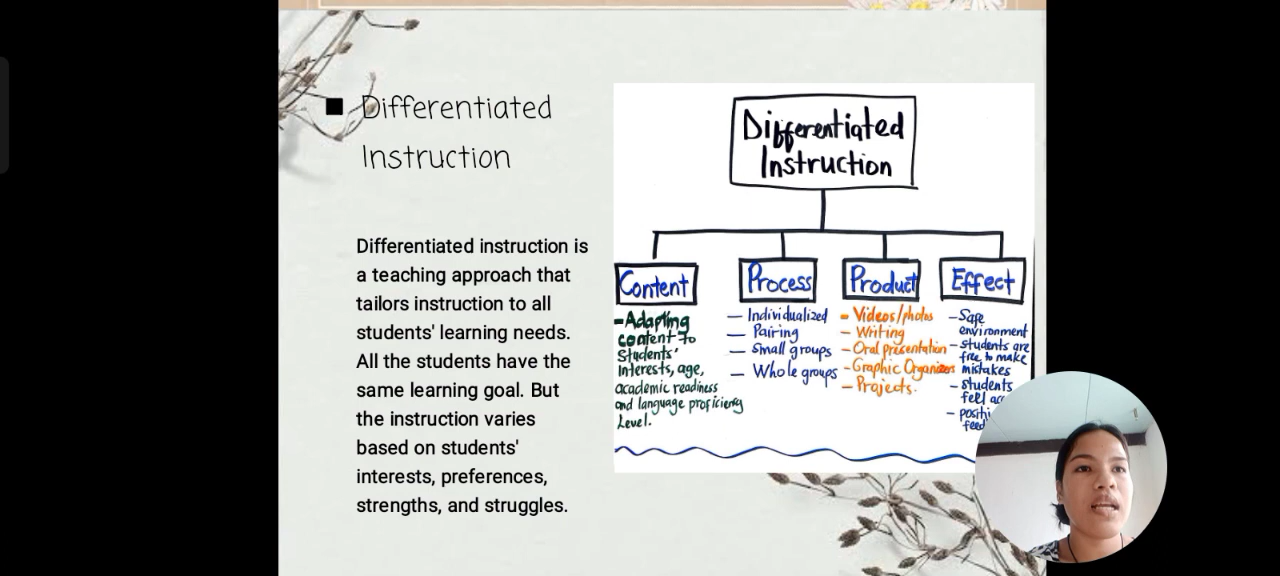 Differentiated
Instruction
Differentiated instruction is
a teaching approach that
tailors instruction to all
students' learning needs.
All the students have the
same learning goal. But
the instruction varies
based on students'
interests, preferences,
strengths, and struggles.
Differentiated
Instruction
Content
-Adapting
content to
Students'
interests, age,
academic readiness
and language proficiency
Level.
Process
- Individualized
- Pairing
- Small groups
- Whole groups
Product
- Videos/photos
- Writing
- Oral presentation
- Graphic Organizers
- Projects.
Effect
- Safe
environment
- students are
free to make
mistakes
- students
feel
-